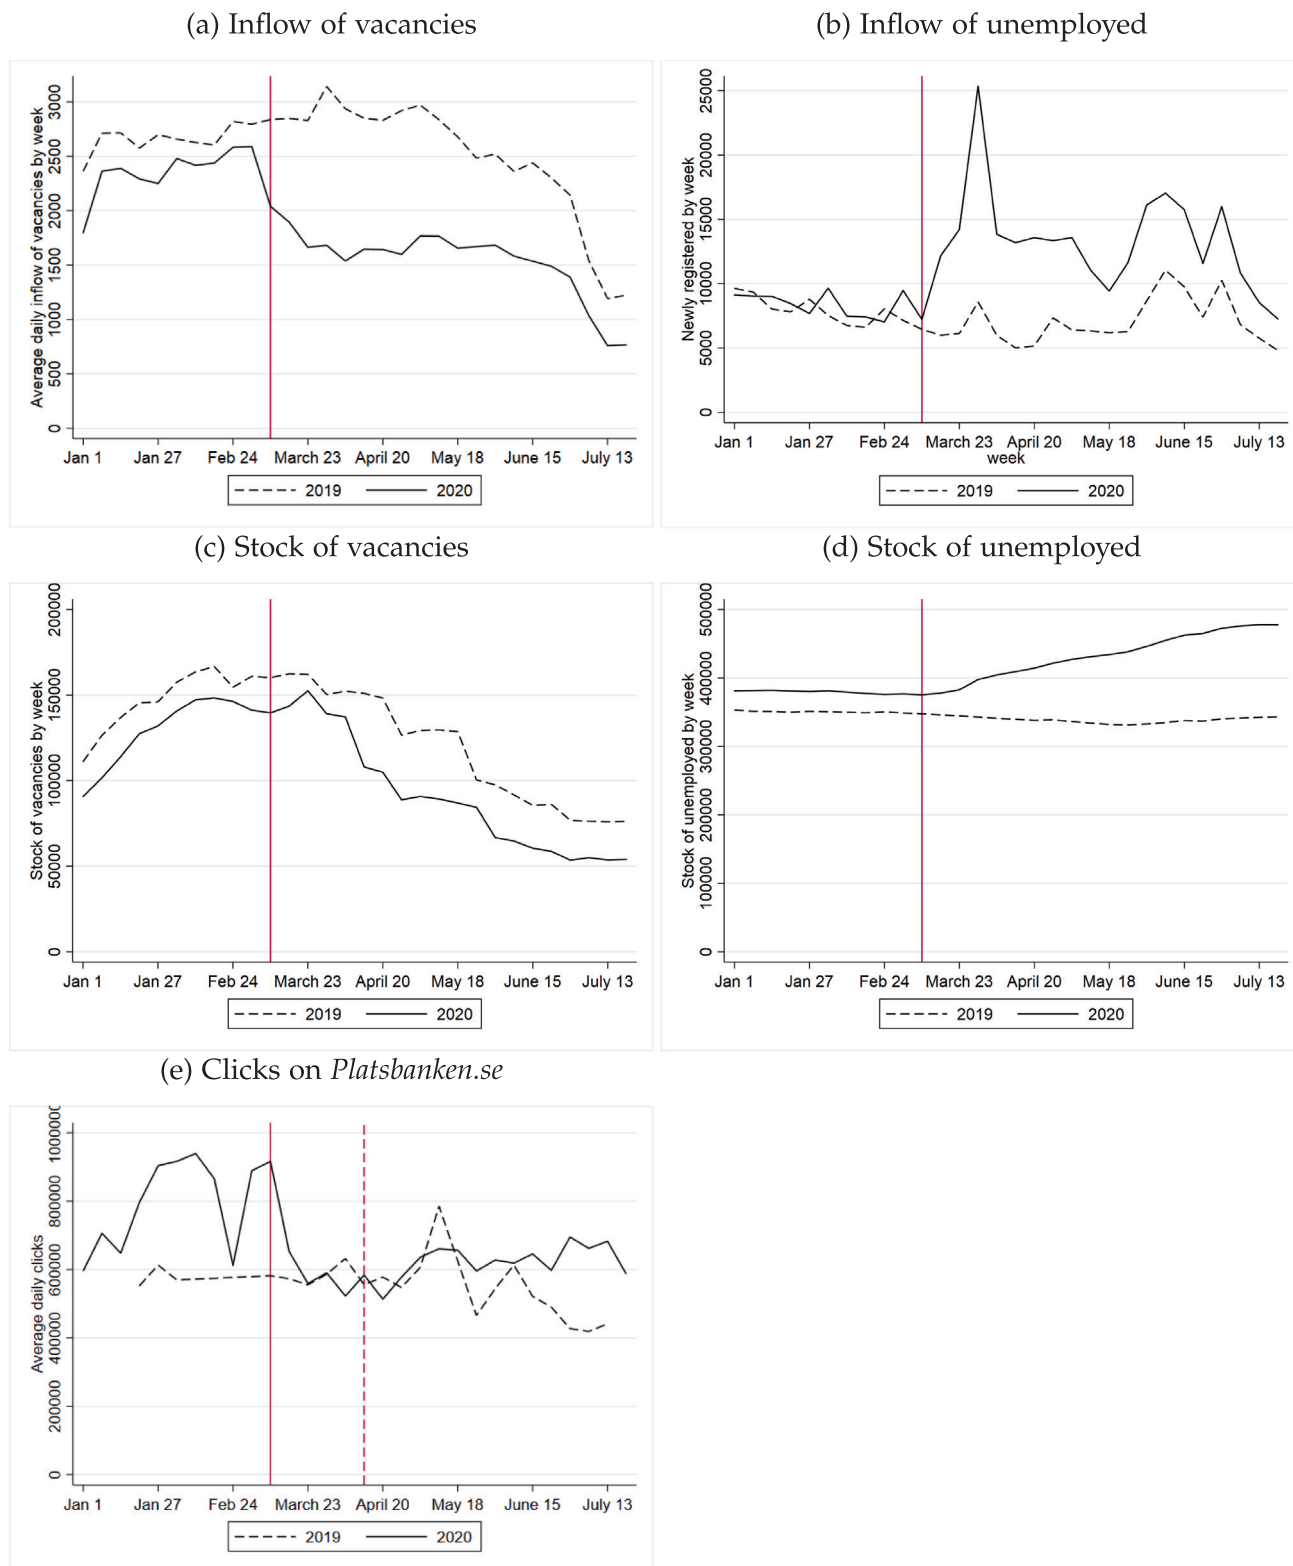 (a) Inflow of vacancies
Average daily inflow of vacancies by week
3000
2500
2000
1500
1000
500
0
Jan 1 Jan 27 Feb 24 March 23 April 20 May 18 June 15 July 13
2019 2020
(b) Inflow of unemployed
Newly registered by week
25000
20000
15000
10000
5000
0
Jan 1 Jan 27 Feb 24 March 23 April 20 May 18 June 15 July 13
week
2019 2020
(c) Stock of vacancies
Stock of vacancies by week
200000
150000
100000
50000
0
Jan 1 Jan 27 Feb 24 March 23 April 20 May 18 June 15 July 13
2019 2020
(d) Stock of unemployed
Stock of unemployed by week
500000
400000
300000
200000
100000
0
Jan 1 Jan 27 Feb 24 March 23 April 20 May 18 June 15 July 13
2019 2020
(e) Clicks on Platsbanken.se
Average daily clicks
1000000
800000
600000
400000
200000
0
Jan 1 Jan 27 Feb 24 March 23 April 20 May 18 June 15 July 13
2019 2020